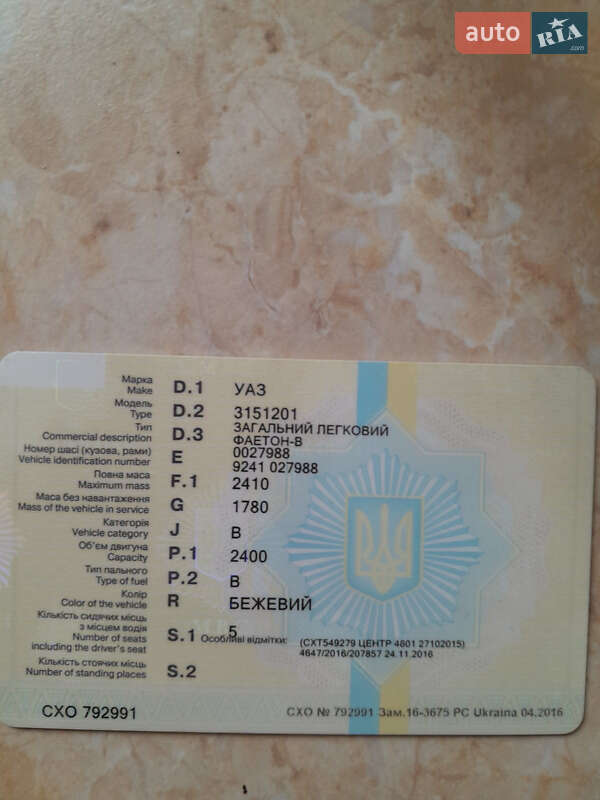 auto RIA .com
Марка
Make D.1 УАЗ
Модель
Type D.2 3151201
Тип
Commercial description D.3 ЗАГАЛЬНИЙ ЛЕГКОВИЙ
ФАЕТОН-В
Номер шасі (кузова, рами)
Vehicle identification number E 0027988
9241 027988
Повна маса
Maximum mass F.1 2410
Маса без навантаження
Mass of the vehicle in service G 1780
Категорія
Vehicle category J B
Об'єм двигуна
Capacity P.1 2400
Тип пального
Type of fuel P.2 B
Колір
Color of the vehicle R БЕЖЕВИЙ
Кількість сидячих місць
з місцем водія
Number of seats
including the driver's seat S.1 5
Особливі відмітки: (СХТ549279 ЦЕНТР 4801 27102015)
4647/2016/207857 24.11.2016
Кількість стоячих місць
Number of standing places S.2
СХО 792991
СХО № 792991 Зам.16-3675 PC Ukraina 04.2016